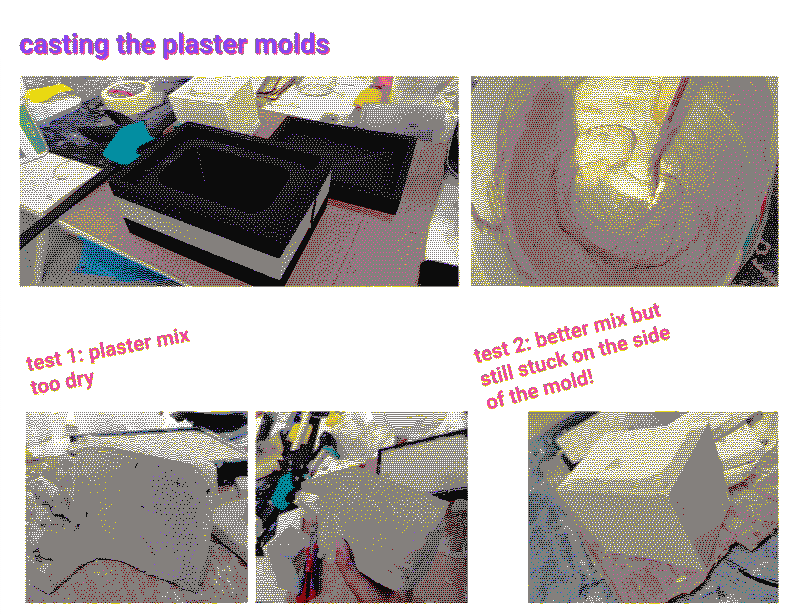 casting the plaster molds
test 1: plaster mix
too dry
test 2: better mix but
still stuck on the side
of the mold!